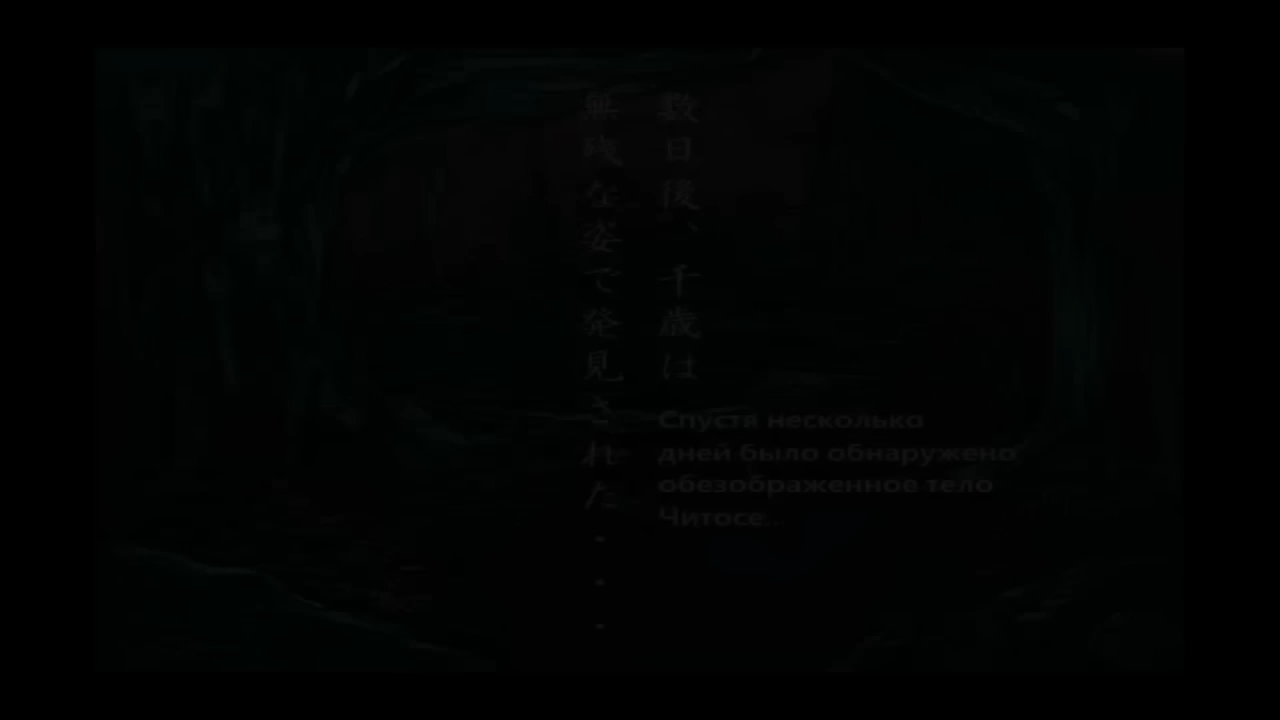 数日後、千歳は
無残な姿で発見された・・・
Спустя несколько
дней было обнаружено
обезображенное тело
Читосе...